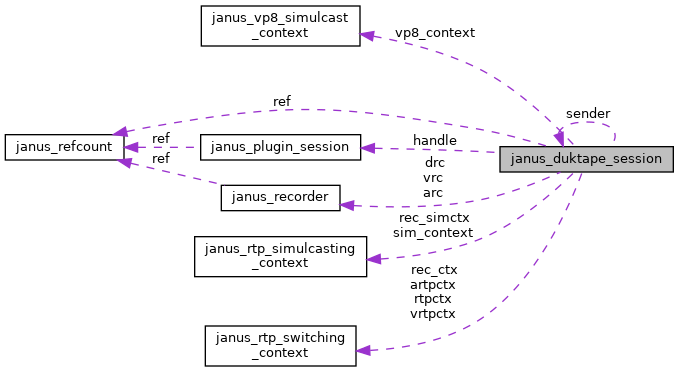 janus_vp8_simulcast
_context
vp8_context
ref
sender
janus_refcount
ref
janus_plugin_session
handle
janus_duktape_session
ref
janus_recorder
drc
vrc
arc
janus_rtp_simulcasting
_context
rec_simctx
sim_context
janus_rtp_switching
_context
rec_ctx
artpctx
rtpctx
vrtpctx